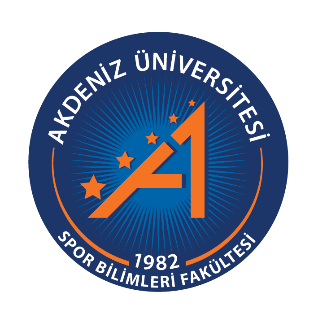 AKDENİZ ÜNİVERSİTESİ
1982
SPOR BİLİMLERİ FAKÜLTESİ